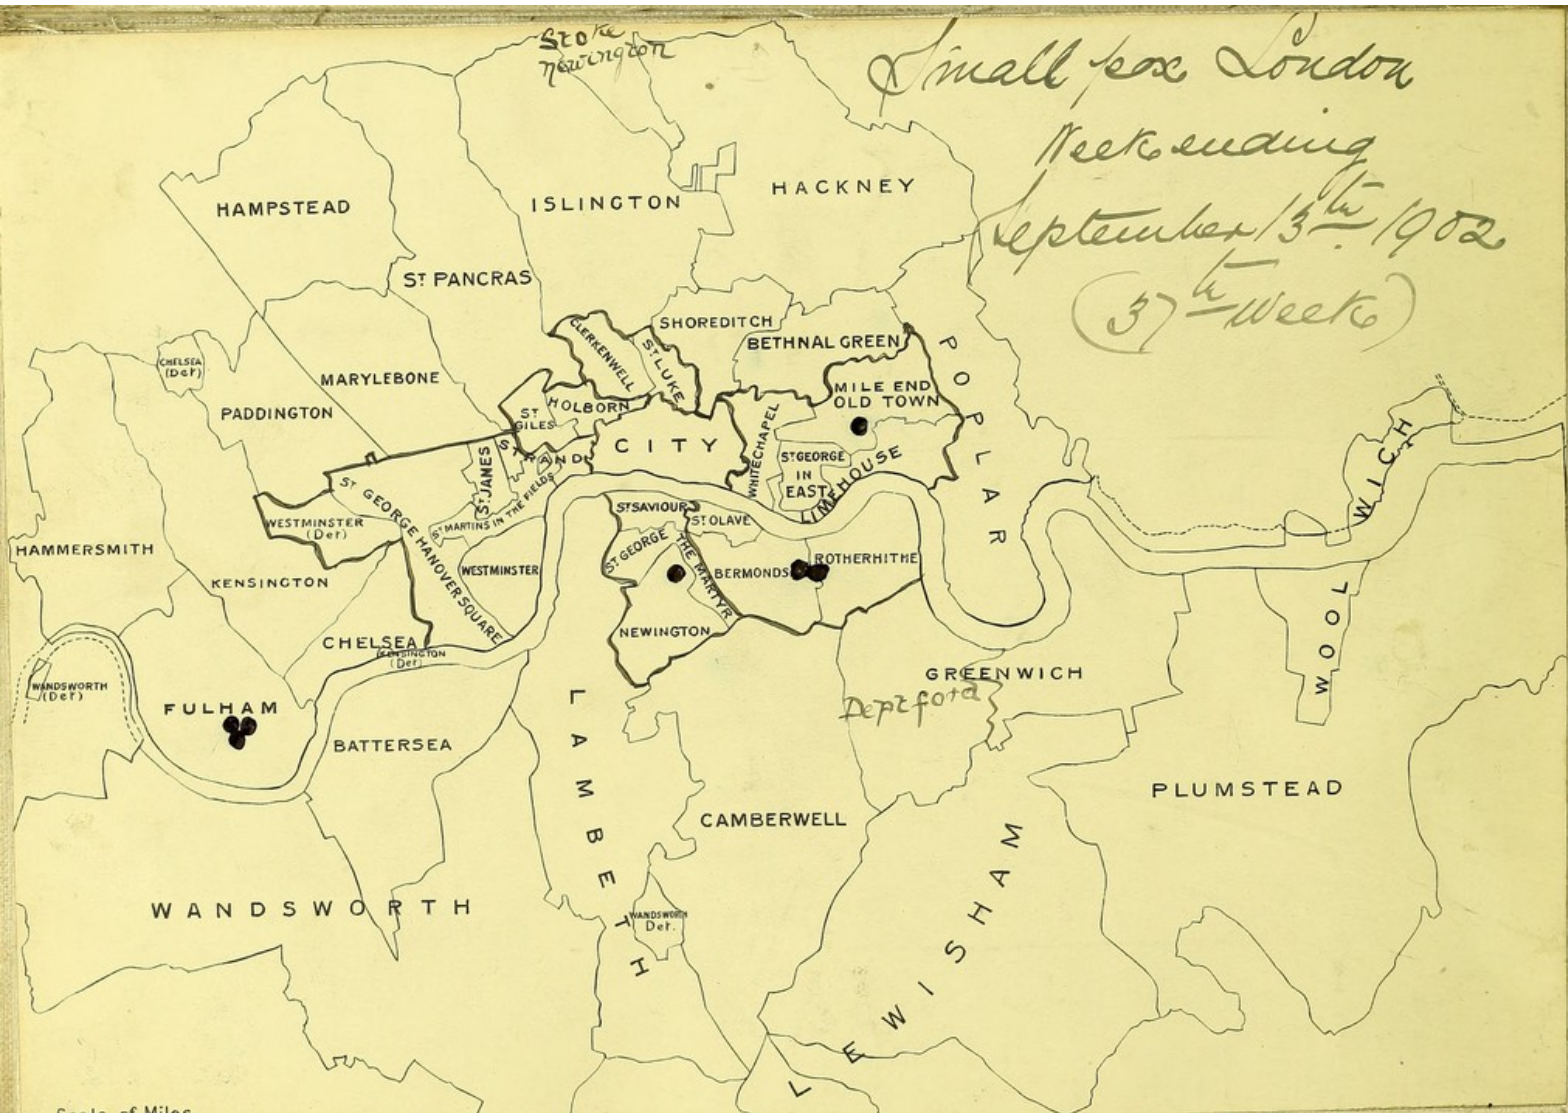 Stoke
Newington
Small pox London
Week ending
September 13th 1902
(37th Week)
HAMPSTEAD
ISLINGTON
HACKNEY
ST PANCRAS
CLERKENWELL
ST LUKE
SHOREDITCH
BETHNAL GREEN
POPLAR
CHELSEA
(Det)
MARYLEBONE
PADDINGTON
ST
GILES
HOLBORN
MILE END
OLD TOWN
STRAND
CITY
WHITECHAPEL
ST GEORGE
IN
EAST
LIMEHOUSE
ST JAMES
ST MARTINS IN THE FIELDS
ST GEORGE HANOVER SQUARE
WESTMINSTER
(Det)
WESTMINSTER
HAMMERSMITH
KENSINGTON
ST SAVIOUR
ST OLAVE
ST GEORGE THE MARTYR
BERMONDS
ROTHERHITHE
NEWINGTON
WOOLWICH
CHELSEA
KENSINGTON
(Det)
WANDSWORTH
(Det)
FULHAM
BATTERSEA
LAMBETH
GREENWICH
Deptford
CAMBERWELL
PLUMSTEAD
WANDSWORTH
WANDSWORTH
Det.
LEWISHAM
Scale of Miles